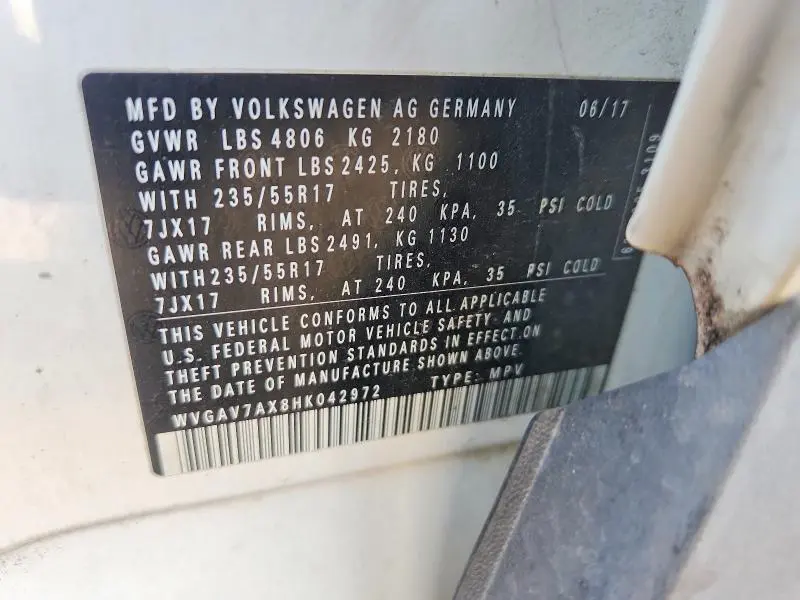 MFD BY VOLKSWAGEN AG GERMANY 06/17
GVWR LBS 4806 KG 2180
GAWR FRONT LBS 2425, KG 1100
WITH 235/55R17 TIRES,
7JX17 RIMS, AT 240 KPA, 35 PSI COLD
GAWR REAR LBS 2491, KG 1130
WITH 235/55R17 TIRES,
7JX17 RIMS, AT 240 KPA, 35 PSI COLD
THIS VEHICLE CONFORMS TO ALL APPLICABLE
U.S. FEDERAL MOTOR VEHICLE SAFETY AND
THEFT PREVENTION STANDARDS IN EFFECT ON
THE DATE OF MANUFACTURE SHOWN ABOVE.
WVGAV7AX8HK042972 TYPE: MPV